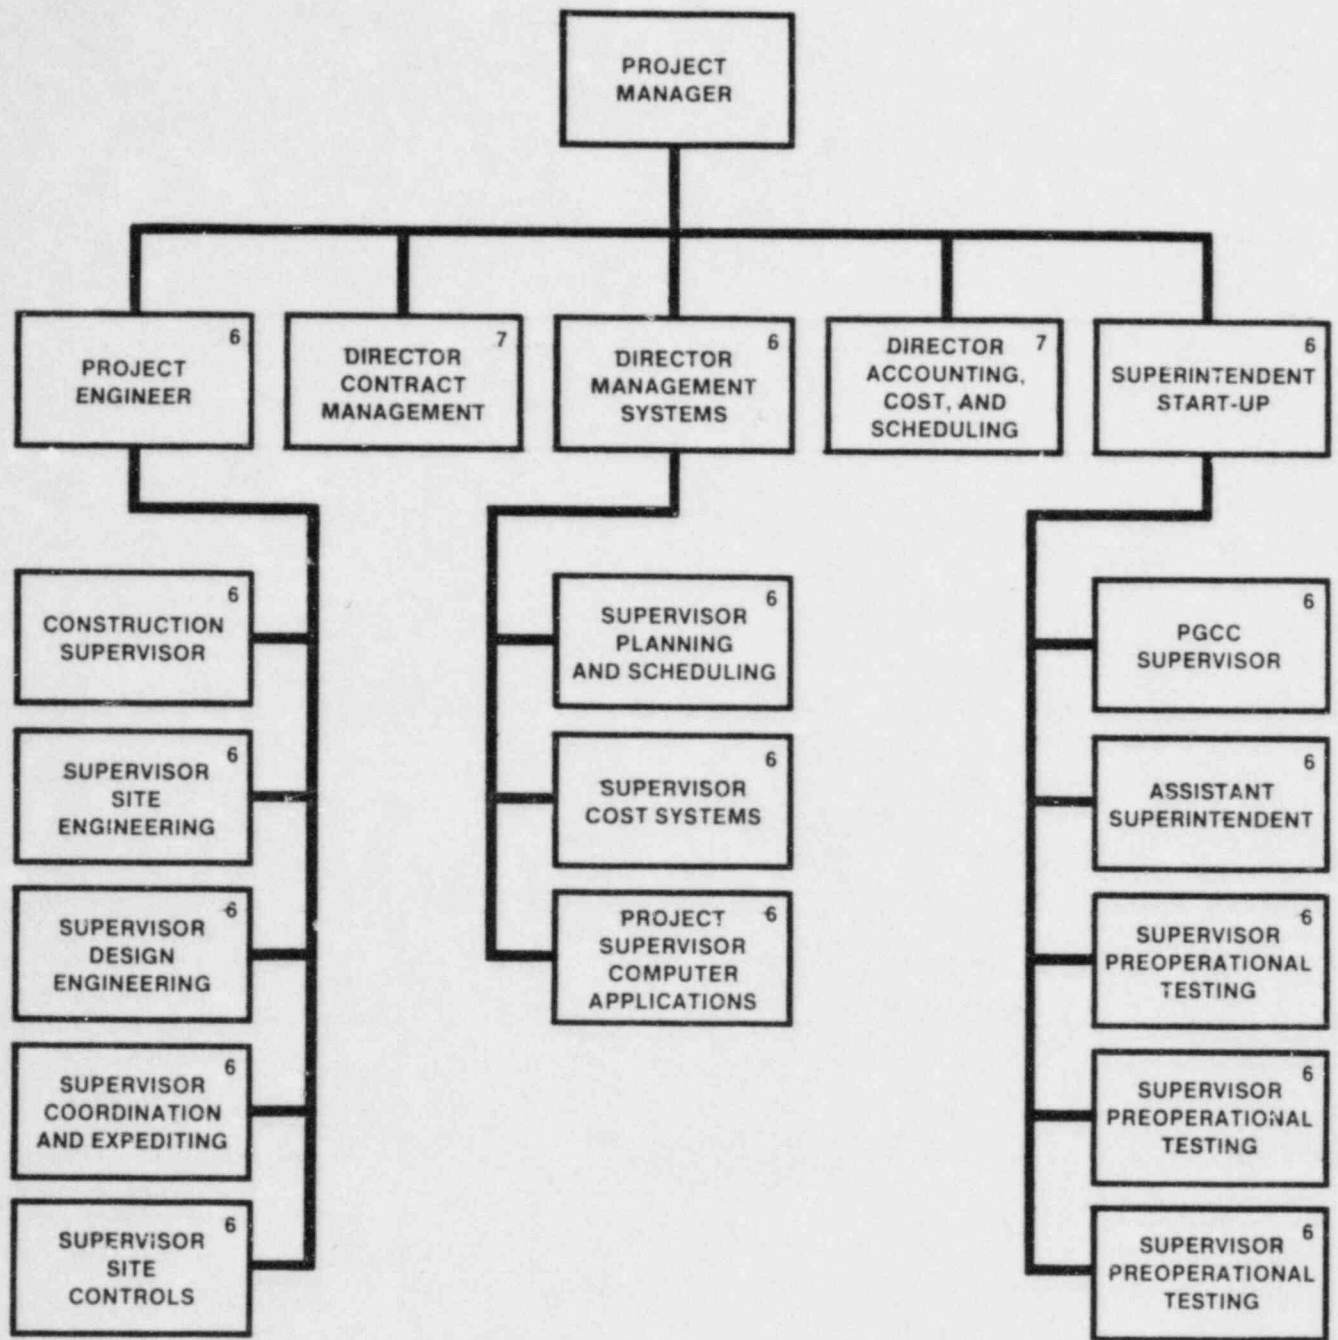 PROJECT
MANAGER
6
PROJECT
ENGINEER
7
DIRECTOR
CONTRACT
MANAGEMENT
6
DIRECTOR
MANAGEMENT
SYSTEMS
7
DIRECTOR
ACCOUNTING,
COST, AND
SCHEDULING
6
SUPERINTENDENT
START-UP
6
CONSTRUCTION
SUPERVISOR
6
SUPERVISOR
SITE
ENGINEERING
6
SUPERVISOR
DESIGN
ENGINEERING
6
SUPERVISOR
COORDINATION
AND EXPEDITING
6
SUPERVISOR
SITE
CONTROLS
6
SUPERVISOR
PLANNING
AND SCHEDULING
6
SUPERVISOR
COST SYSTEMS
6
PROJECT
SUPERVISOR
COMPUTER
APPLICATIONS
6
PGCC
SUPERVISOR
6
ASSISTANT
SUPERINTENDENT
6
SUPERVISOR
PREOPERATIONAL
TESTING
6
SUPERVISOR
PREOPERATIONAL
TESTING
6
SUPERVISOR
PREOPERATIONAL
TESTING